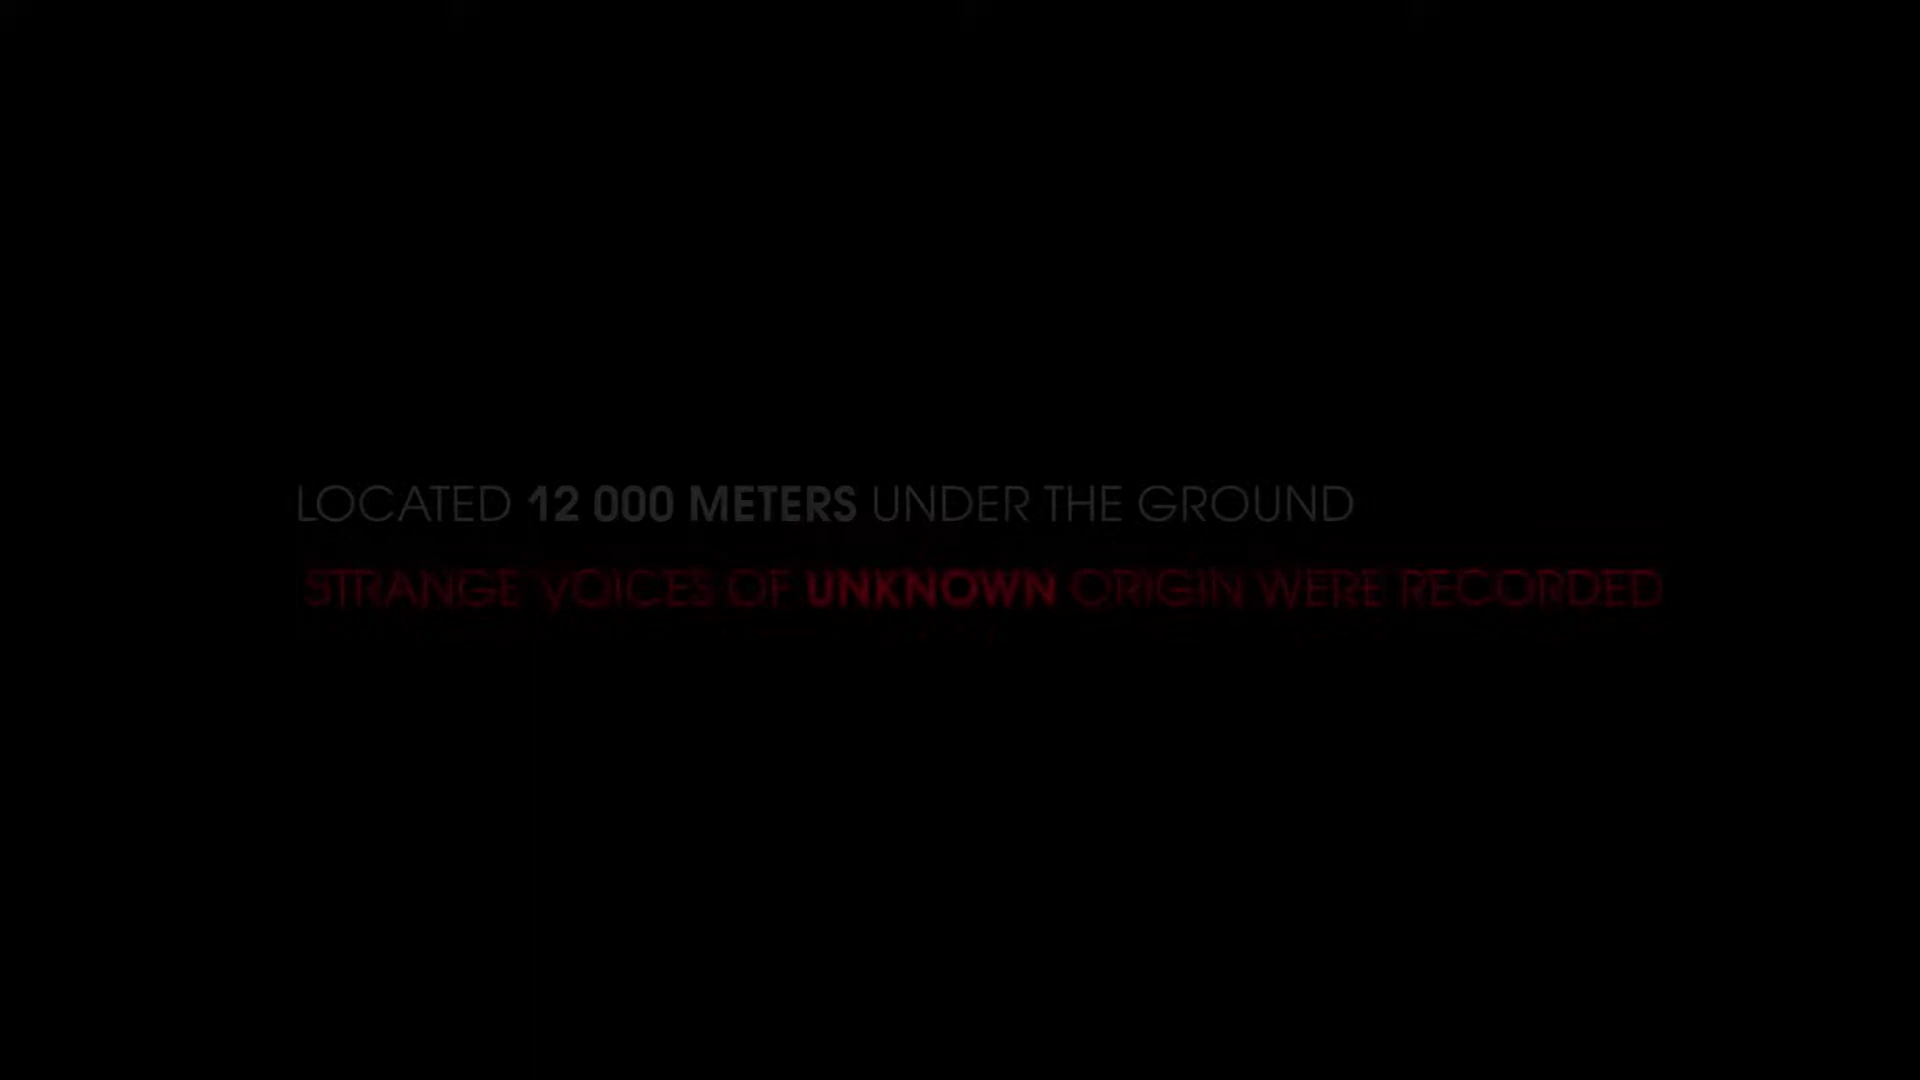 LOCATED 12 000 METERS UNDER THE GROUND
STRANGE VOICES OF UNKNOWN ORIGIN WERE RECORDED